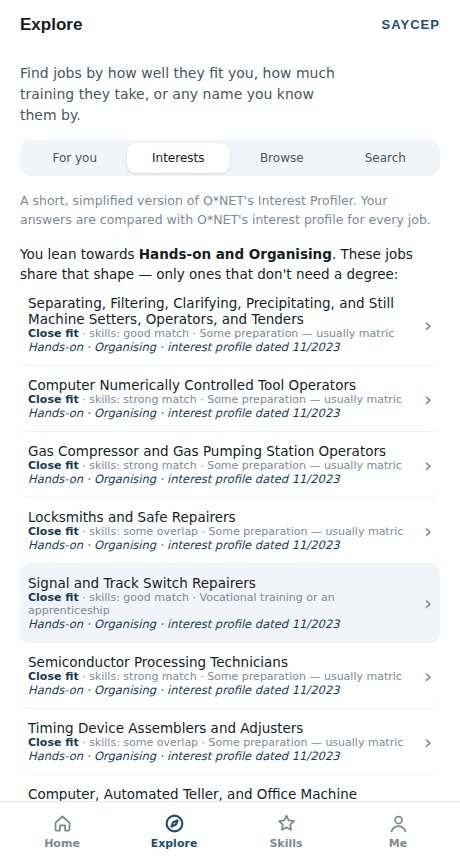 Explore
SAYCEP
Find jobs by how well they fit you, how much
training they take, or any name you know
them by.
For you
Interests
Browse
Search
A short, simplified version of O*NET's Interest Profiler. Your
answers are compared with O*NET's interest profile for every job.
You lean towards Hands-on and Organising. These jobs
share that shape — only ones that don't need a degree:
Separating, Filtering, Clarifying, Precipitating, and Still
Machine Setters, Operators, and Tenders
Close fit · skills: good match · Some preparation — usually matric
Hands-on · Organising · interest profile dated 11/2023
Computer Numerically Controlled Tool Operators
Close fit · skills: strong match · Some preparation — usually matric
Hands-on · Organising · interest profile dated 11/2023
Gas Compressor and Gas Pumping Station Operators
Close fit · skills: strong match · Some preparation — usually matric
Hands-on · Organising · interest profile dated 11/2023
Locksmiths and Safe Repairers
Close fit · skills: some overlap · Some preparation — usually matric
Hands-on · Organising · interest profile dated 11/2023
Signal and Track Switch Repairers
Close fit · skills: good match · Vocational training or an
apprenticeship
Hands-on · Organising · interest profile dated 11/2023
Semiconductor Processing Technicians
Close fit · skills: strong match · Some preparation — usually matric
Hands-on · Organising · interest profile dated 11/2023
Timing Device Assemblers and Adjusters
Close fit · skills: some overlap · Some preparation — usually matric
Hands-on · Organising · interest profile dated 11/2023
Computer, Automated Teller, and Office Machine
Home
Explore
Skills
Me